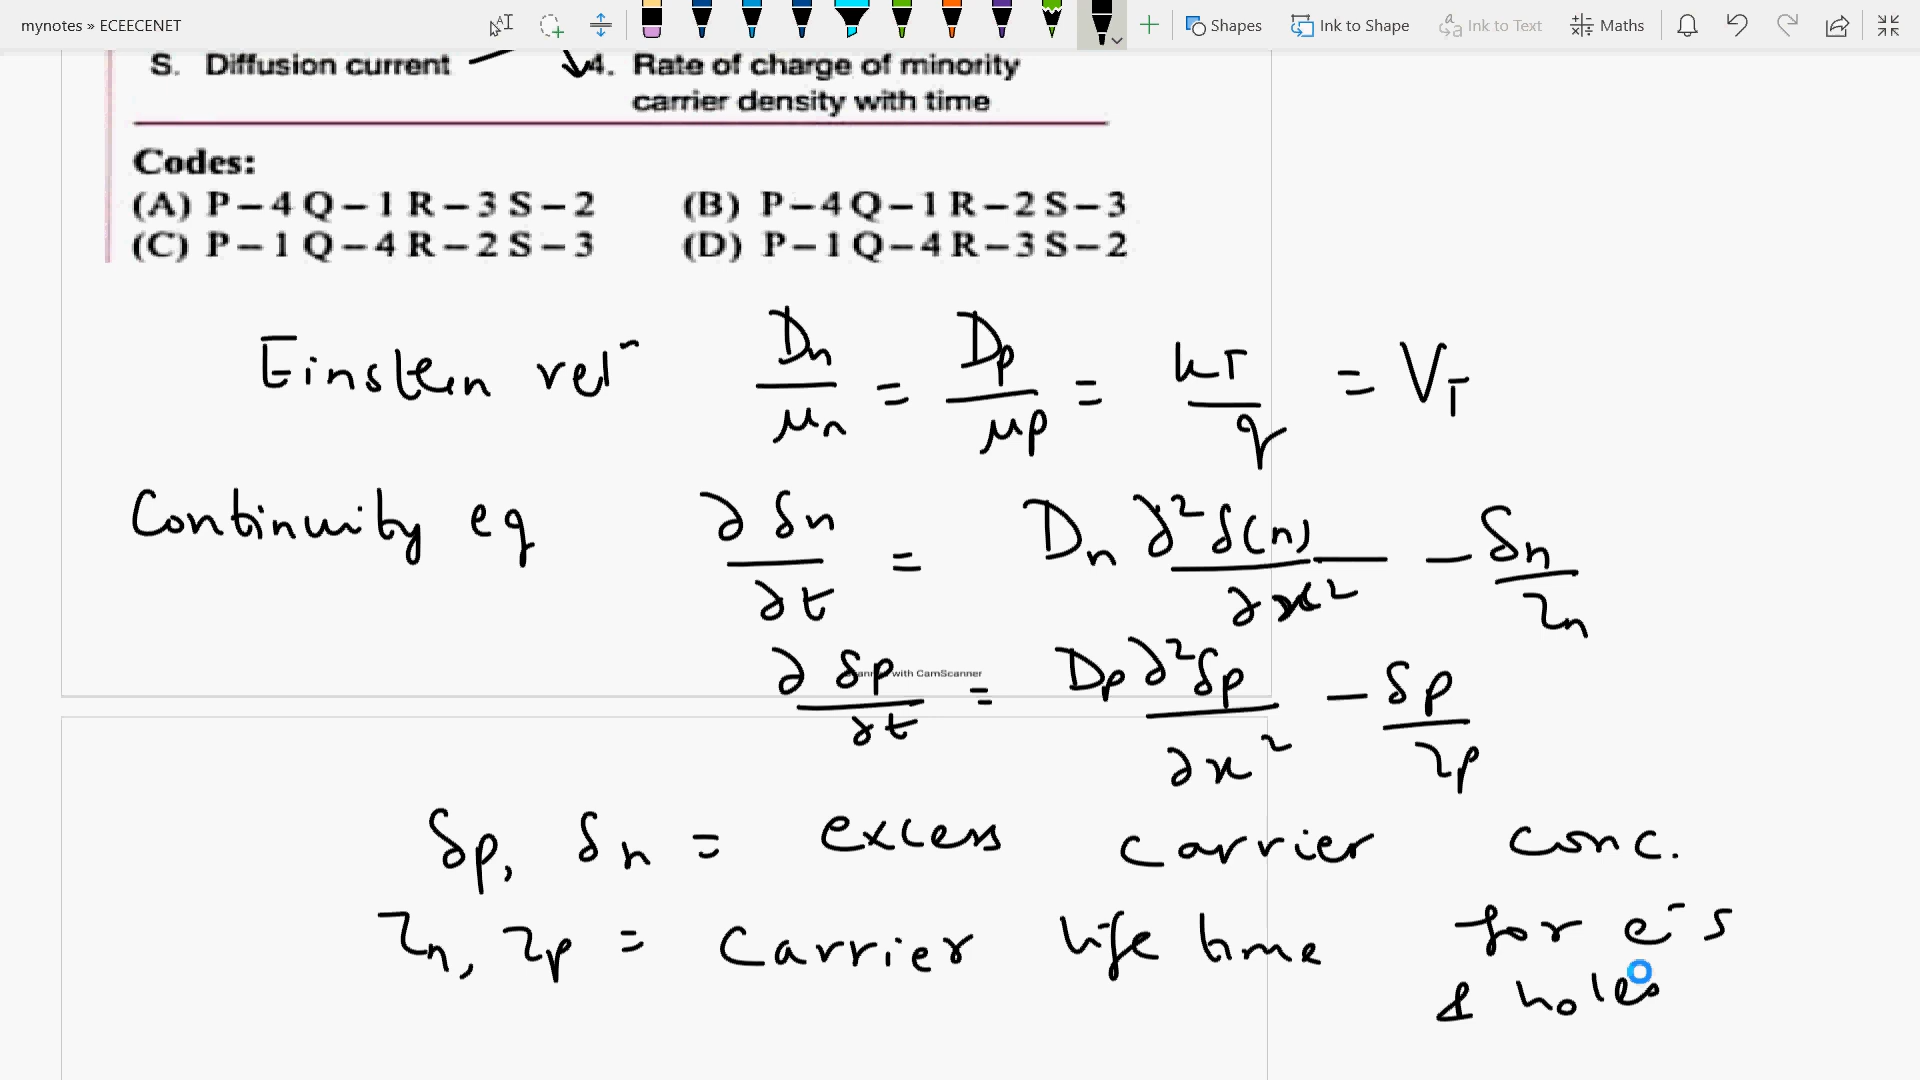 mynotes » ECEECENET
Shapes Ink to Shape Ink to Text Maths
S. Diffusion current 4. Rate of charge of minority
carrier density with time
Codes:
(A) P – 4 Q – 1 R – 3 S – 2 (B) P – 4 Q – 1 R – 2 S – 3
(C) P – 1 Q – 4 R – 2 S – 3 (D) P – 1 Q – 4 R – 3 S – 2
Einstein relⁿ Dn/μn = Dp/μp = kT/q = V_T
Continuity eq ∂δn/∂t = Dn ∂²δ(n)/∂x² – δn/τn
∂δp/∂t = Dp ∂²δp/∂x² – δp/τp
with CamScanner
δp, δn = excess carrier conc.
τn, τp = carrier life time for e⁻s
& holes